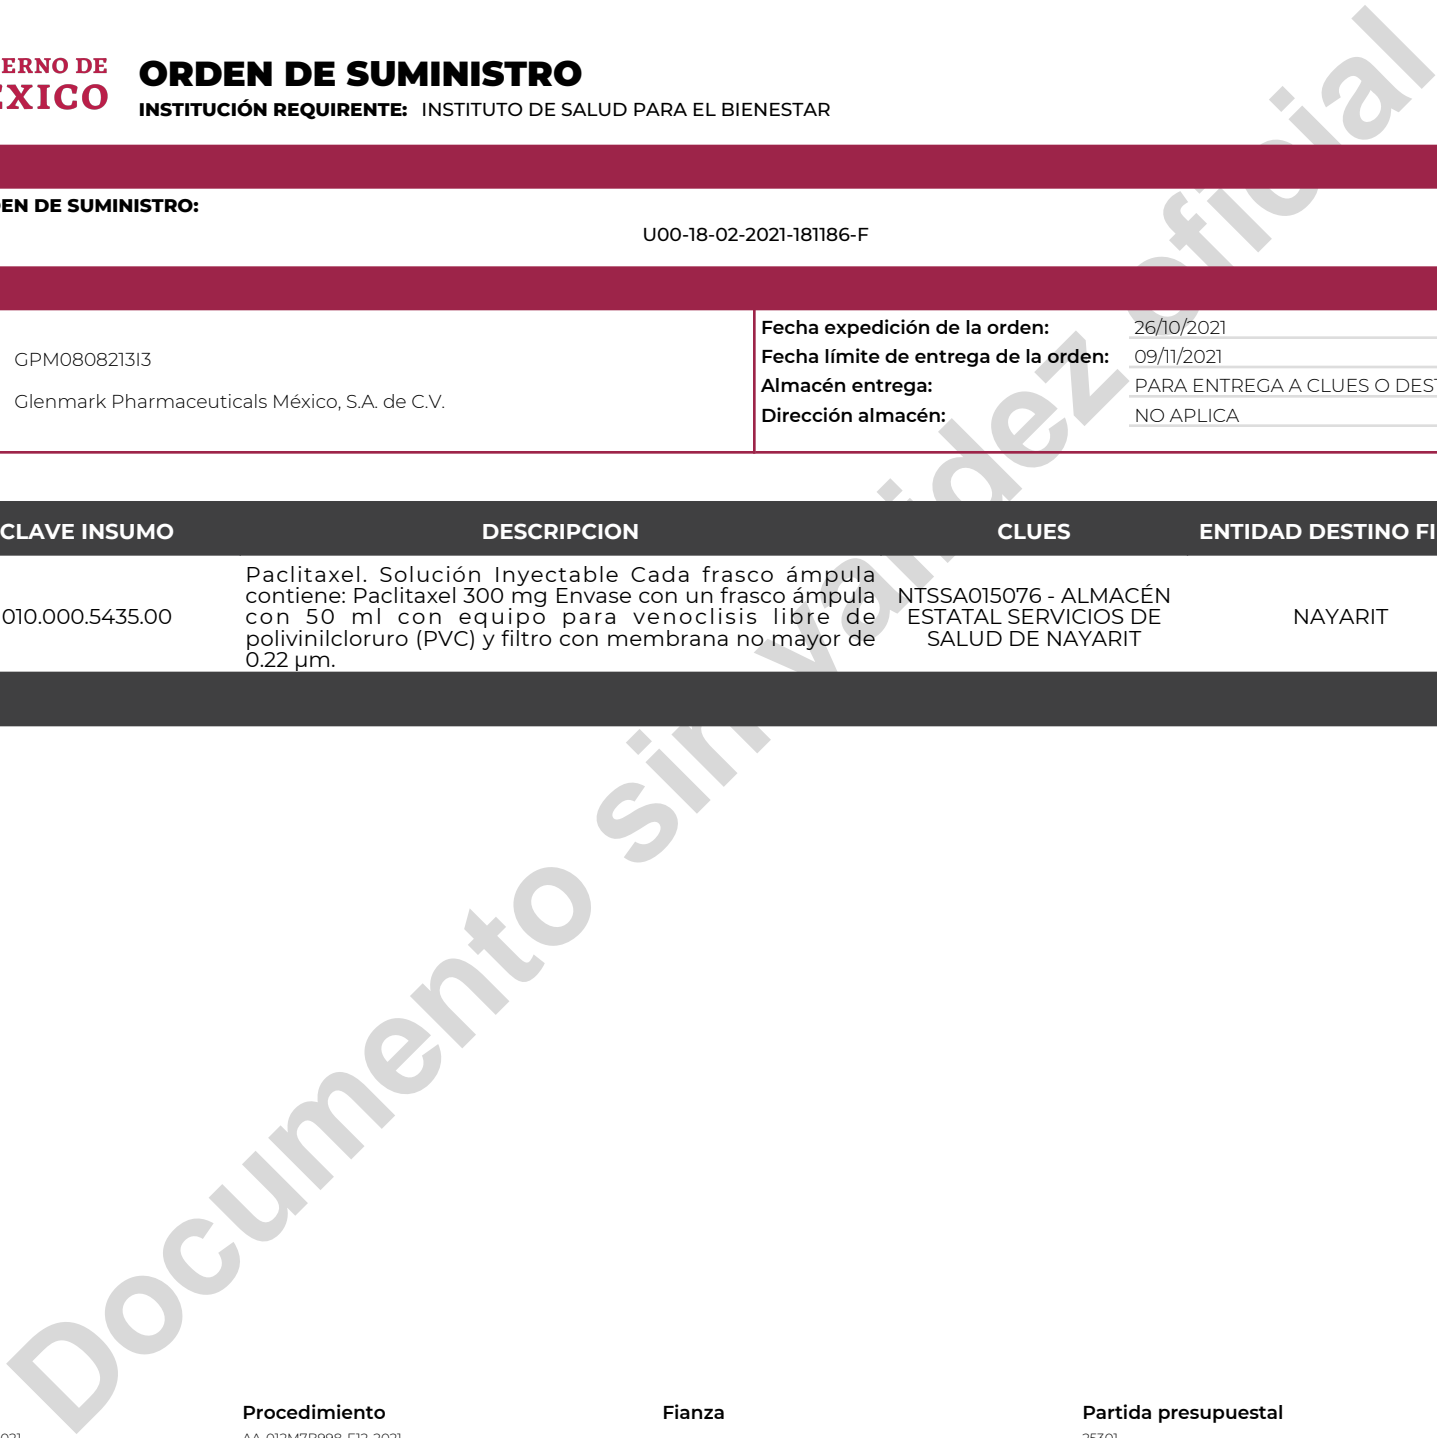 ERNO DE
ÉXICO
ORDEN DE SUMINISTRO
INSTITUCIÓN REQUIRENTE: INSTITUTO DE SALUD PARA EL BIENESTAR
EN DE SUMINISTRO:
U00-18-02-2021-181186-F
GPM0808213I3
Glenmark Pharmaceuticals México, S.A. de C.V.
Fecha expedición de la orden: 26/10/2021
Fecha límite de entrega de la orden: 09/11/2021
Almacén entrega: PARA ENTREGA A CLUES O DEST
Dirección almacén: NO APLICA
CLAVE INSUMO DESCRIPCION CLUES ENTIDAD DESTINO FI
010.000.5435.00
Paclitaxel. Solución Inyectable Cada frasco ámpula
contiene: Paclitaxel 300 mg Envase con un frasco ámpula
con 50 ml con equipo para venoclisis libre de
polivinilcloruro (PVC) y filtro con membrana no mayor de
0.22 µm.
NTSSA015076 - ALMACÉN
ESTATAL SERVICIOS DE
SALUD DE NAYARIT
NAYARIT
Documento sin validez oficial
Procedimiento Fianza Partida presupuestal